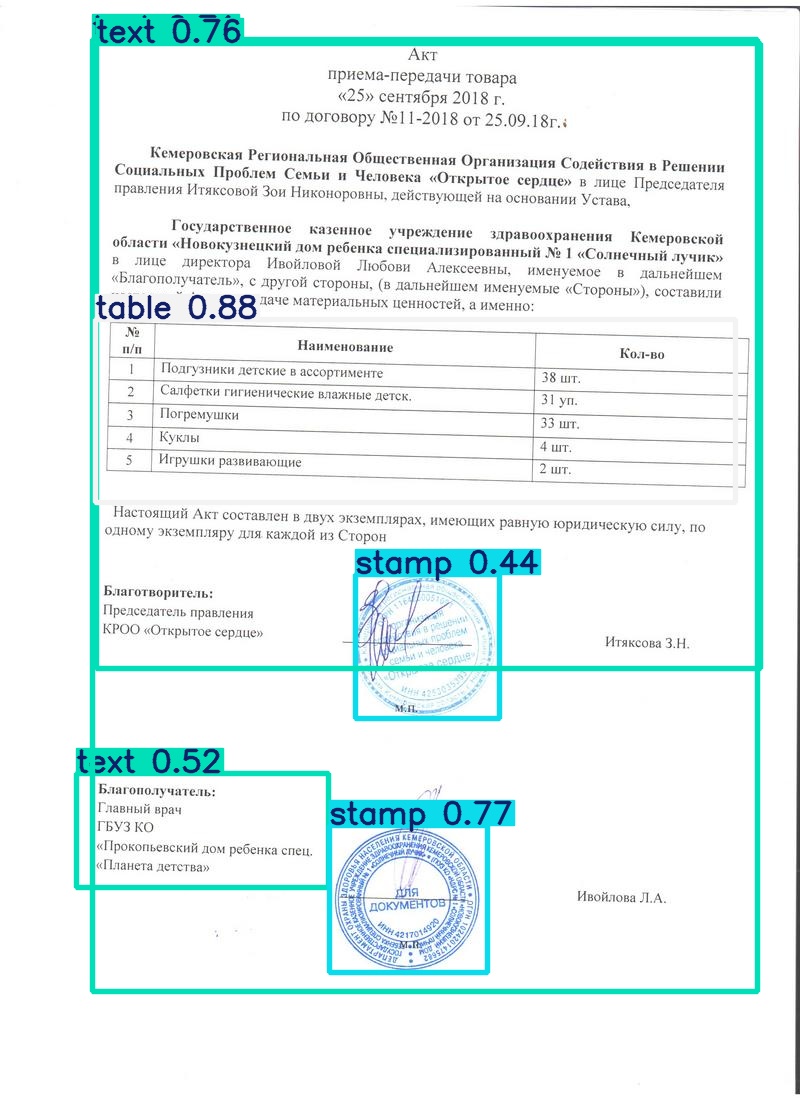 text 0.76
Акт
приема-передачи товара
«25» сентября 2018 г.
по договору №11-2018 от 25.09.18г.
Кемеровская Региональная Общественная Организация Содействия в Решении
Социальных Проблем Семьи и Человека «Открытое сердце» в лице Председателя
правления Итяксовой Зои Никоноровны, действующей на основании Устава,
Государственное казенное учреждение здравоохранения Кемеровской
области «Новокузнецкий дом ребенка специализированный № 1 «Солнечный лучик»
в лице директора Ивойловой Любови Алексеевны, именуемое в дальнейшем
«Благополучатель», с другой стороны, (в дальнейшем именуемые «Стороны»), составили
table 0.88
даче материальных ценностей, а именно:
№ п/п Наименование Кол-во
1 Подгузники детские в ассортименте 38 шт.
2 Салфетки гигиенические влажные детск. 31 уп.
3 Погремушки 33 шт.
4 Куклы 4 шт.
5 Игрушки развивающие 2 шт.
Настоящий Акт составлен в двух экземплярах, имеющих равную юридическую силу, по
одному экземпляру для каждой из Сторон
stamp 0.44
Благотворитель:
Председатель правления
КРОО «Открытое сердце»
организация
в решении
проблем
семьи и человека
«Открытое сердце»
Итяксова З.Н.
М.П.
text 0.52
Благополучатель:
Главный врач
ГБУЗ КО
«Прокопьевский дом ребенка спец.
«Планета детства»
stamp 0.77
ДЕПАРТАМЕНТ ОХРАНЫ ЗДОРОВЬЯ НАСЕЛЕНИЯ КЕМЕРОВСКОЙ ОБЛАСТИ
ДЛЯ
ДОКУМЕНТОВ
ИНН 4217014920
М.П.
Ивойлова Л.А.